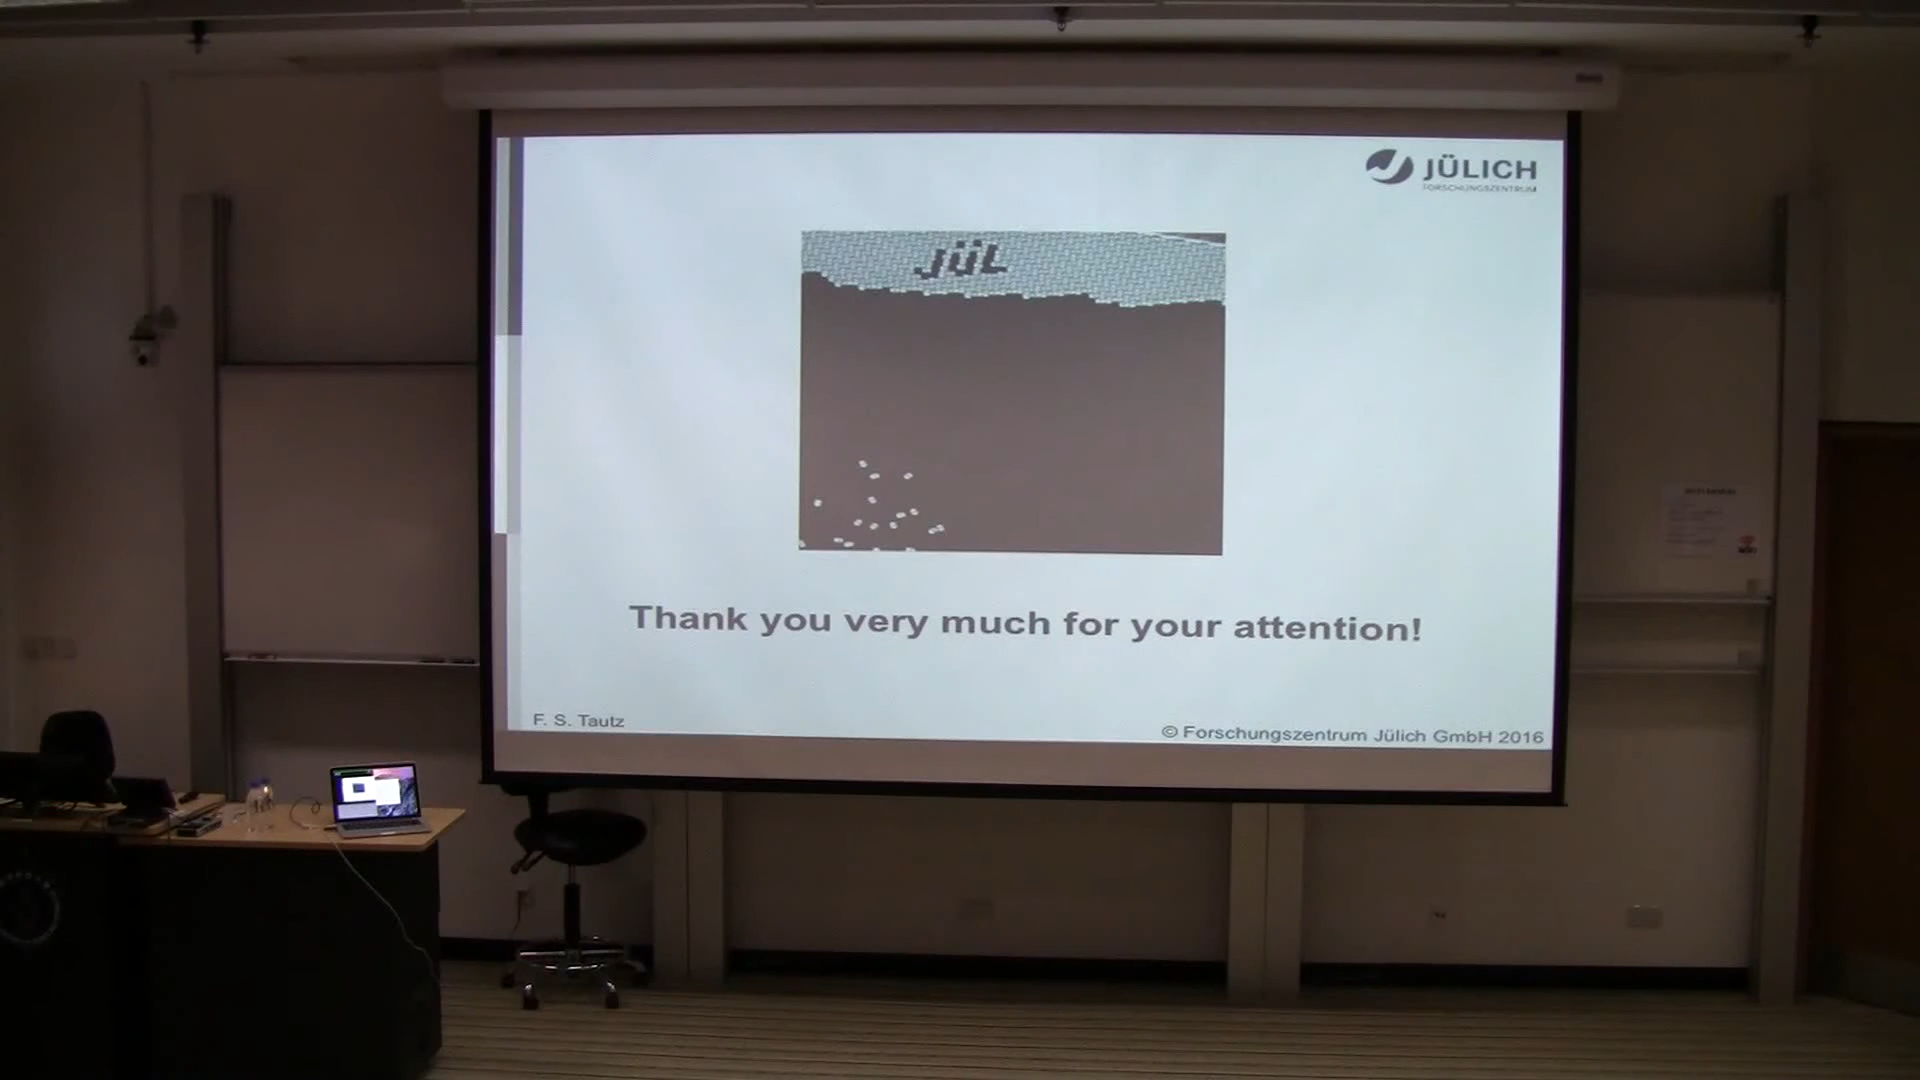 JÜLICH
FORSCHUNGSZENTRUM
JüL
Thank you very much for your attention!
F. S. Tautz
© Forschungszentrum Jülich GmbH 2016